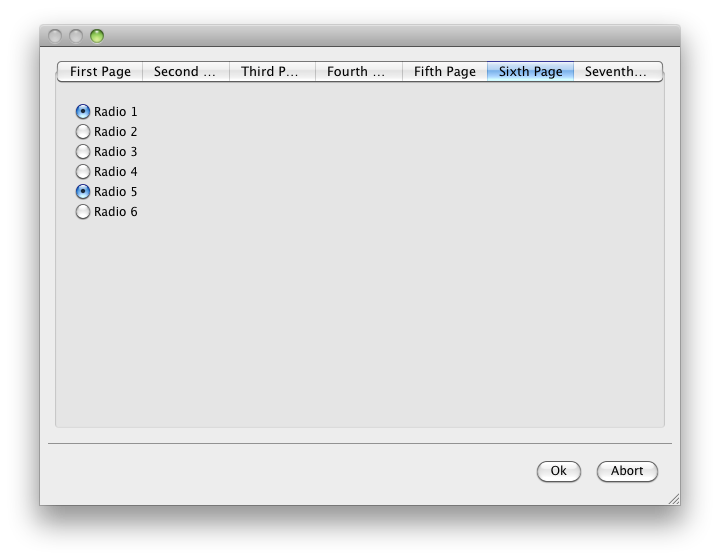 First Page Second ... Third P... Fourth ... Fifth Page Sixth Page Seventh...
Radio 1
Radio 2
Radio 3
Radio 4
Radio 5
Radio 6
Ok Abort